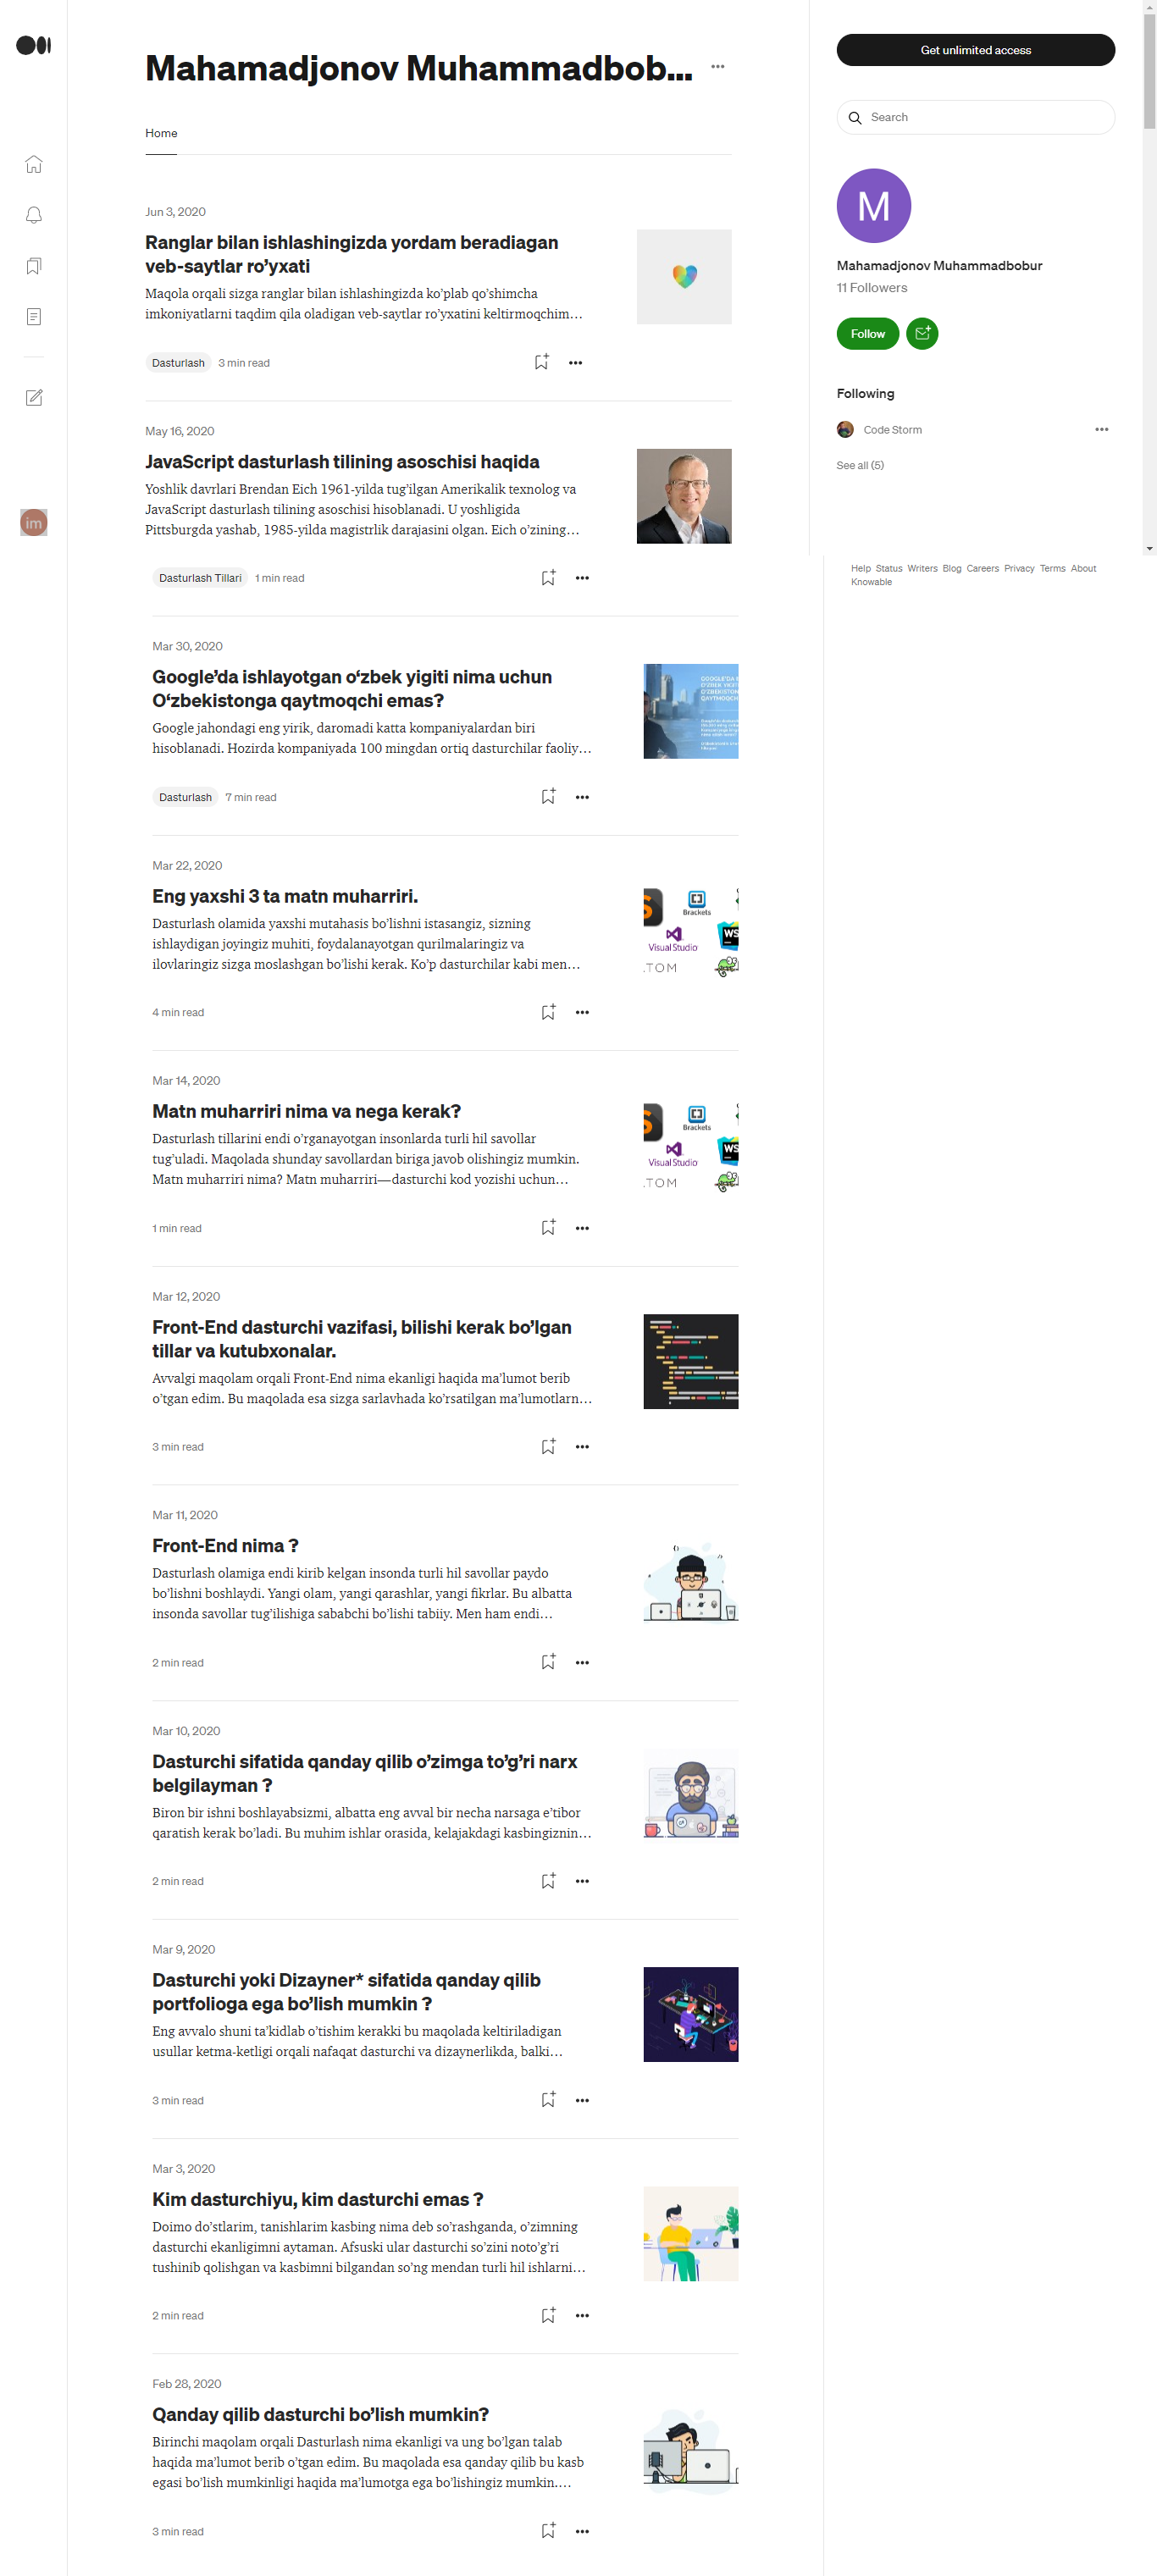 Mahamadjonov Muhammadbob...
Home
Jun 3, 2020
Ranglar bilan ishlashingizda yordam beradiagan
veb-saytlar ro’yxati
Maqola orqali sizga ranglar bilan ishlashingizda ko’plab qo’shimcha
imkoniyatlarni taqdim qila oladigan veb-saytlar ro’yxatini keltirmoqchim…
Dasturlash 3 min read
May 16, 2020
JavaScript dasturlash tilining asoschisi haqida
Yoshlik davrlari Brendan Eich 1961-yilda tug’ilgan Amerikalik texnolog va
JavaScript dasturlash tilining asoschisi hisoblanadi. U yoshligida
Pittsburgda yashab, 1985-yilda magistrlik darajasini olgan. Eich o’zining…
Dasturlash Tillari 1 min read
Mar 30, 2020
Google’da ishlayotgan o‘zbek yigiti nima uchun
O‘zbekistonga qaytmoqchi emas?
Google jahondagi eng yirik, daromadi katta kompaniyalardan biri
hisoblanadi. Hozirda kompaniyada 100 mingdan ortiq dasturchilar faoliy…
Dasturlash 7 min read
Mar 22, 2020
Eng yaxshi 3 ta matn muharriri.
Dasturlash olamida yaxshi mutahasis bo’lishni istasangiz, sizning
ishlaydigan joyingiz muhiti, foydalanayotgan qurilmalaringiz va
ilovlaringiz sizga moslashgan bo’lishi kerak. Ko’p dasturchilar kabi men…
Brackets
WS
Visual Studio
.TOM
4 min read
Mar 14, 2020
Matn muharriri nima va nega kerak?
Dasturlash tillarini endi o’rganayotgan insonlarda turli hil savollar
tug’uladi. Maqolada shunday savollardan biriga javob olishingiz mumkin.
Matn muharriri nima? Matn muharriri — dasturchi kod yozishi uchun…
Brackets
WS
Visual Studio
.TOM
1 min read
Mar 12, 2020
Front-End dasturchi vazifasi, bilishi kerak bo’lgan
tillar va kutubxonalar.
Avvalgi maqolam orqali Front-End nima ekanligi haqida ma’lumot berib
o’tgan edim. Bu maqolada esa sizga sarlavhada ko’rsatilgan ma’lumotlarn…
3 min read
Mar 11, 2020
Front-End nima ?
Dasturlash olamiga endi kirib kelgan insonda turli hil savollar paydo
bo’lishni boshlaydi. Yangi olam, yangi qarashlar, yangi fikrlar. Bu albatta
insonda savollar tug’ilishiga sababchi bo’lishi tabiiy. Men ham endi…
2 min read
Mar 10, 2020
Dasturchi sifatida qanday qilib o’zimga to’g’ri narx
belgilayman ?
Biron bir ishni boshlayabsizmi, albatta eng avval bir necha narsaga e’tibor
qaratish kerak bo’ladi. Bu muhim ishlar orasida, kelajakdagi kasbingiznin…
2 min read
Mar 9, 2020
Dasturchi yoki Dizayner* sifatida qanday qilib
portfolioga ega bo’lish mumkin ?
Eng avvalo shuni ta’kidlab o’tishim kerakki bu maqolada keltiriladigan
usullar ketma-ketligi orqali nafaqat dasturchi va dizaynerlikda, balki…
3 min read
Mar 3, 2020
Kim dasturchiyu, kim dasturchi emas ?
Doimo do’stlarim, tanishlarim kasbing nima deb so’rashganda, o’zimning
dasturchi ekanligimni aytaman. Afsuski ular dasturchi so’zini noto’g’ri
tushinib qolishgan va kasbimni bilgandan so’ng mendan turli hil ishlarni…
2 min read
Feb 28, 2020
Qanday qilib dasturchi bo’lish mumkin?
Birinchi maqolam orqali Dasturlash nima ekanligi va ung bo’lgan talab
haqida ma’lumot berib o’tgan edim. Bu maqolada esa qanday qilib bu kasb
egasi bo’lish mumkinligi haqida ma’lumotga ega bo’lishingiz mumkin.…
3 min read
im
Get unlimited access
Search
M
Mahamadjonov Muhammadbobur
11 Followers
Follow
Following
Code Storm
See all (5)
Help Status Writers Blog Careers Privacy Terms About
Knowable